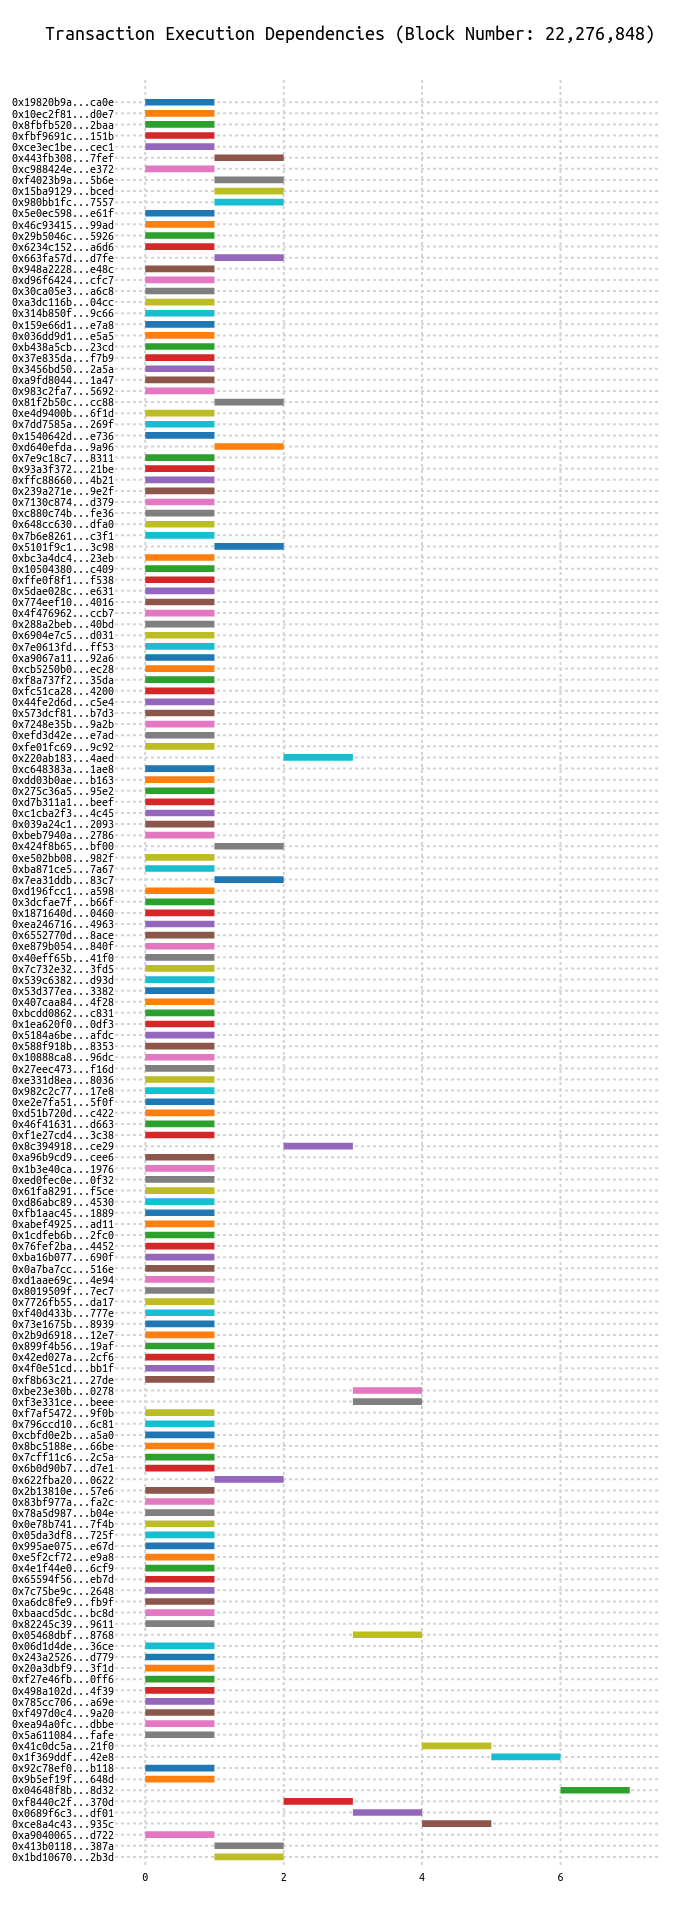 Transaction Execution Dependencies (Block Number: 22,276,848)
0x19820b9a...ca0e
0x10ec2f81...d0e7
0x8fbfb520...2baa
0xfbf9691c...151b
0xce3ec1be...cec1
0x443fb308...7fef
0xc988424e...e372
0xf4023b9a...5b6e
0x15ba9129...bced
0x980bb1fc...7557
0x5e0ec598...e61f
0x46c93415...99ad
0x29b5046c...5926
0x6234c152...a6d6
0x663fa57d...d7fe
0x948a2228...e48c
0xd96f6424...cfc7
0x30ca05e3...a6c8
0xa3dc116b...04cc
0x314b850f...9c66
0x159e66d1...e7a8
0x036dd9d1...e5a5
0xb438a5cb...23cd
0x37e835da...f7b9
0x3456bd50...2a5a
0xa9fd8044...1a47
0x983c2fa7...5692
0x81f2b50c...cc88
0xe4d9400b...6f1d
0x7dd7585a...269f
0x1540642d...e736
0xd640efda...9a96
0x7e9c18c7...8311
0x93a3f372...21be
0xffc88660...4b21
0x239a271e...9e2f
0x7130c874...d379
0xc880c74b...fe36
0x648cc630...dfa0
0x7b6e8261...c3f1
0x5101f9c1...3c98
0xbc3a4dc4...23eb
0x10504380...c409
0xffe0f8f1...f538
0x5dae028c...e631
0x774eef10...4016
0x4f476962...ccb7
0x288a2beb...40bd
0x6904e7c5...d031
0x7e0613fd...ff53
0xa9067a11...92a6
0xcb5250b0...ec28
0xf8a737f2...35da
0xfc51ca28...4200
0x44fe2d6d...c5e4
0x573dcf81...b7d3
0x7248e35b...9a2b
0xefd3d42e...e7ad
0xfe01fc69...9c92
0x220ab183...4aed
0xc648383a...1ae8
0xdd03b0ae...b163
0x275c36a5...95e2
0xd7b311a1...beef
0xc1cba2f3...4c45
0x039a24c1...2093
0xbeb7940a...2786
0x424f8b65...bf00
0xe502bb08...982f
0xba871ce5...7a67
0x7ea31ddb...83c7
0xd196fcc1...a598
0x3dcfae7f...b66f
0x1871640d...0460
0xea246716...4963
0x6552770d...8ace
0xe879b054...840f
0x40eff65b...41f0
0x7c732e32...3fd5
0x539c6382...d93d
0x53d377ea...3382
0x407caa84...4f28
0xbcdd0862...c831
0x1ea620f0...0df3
0x5184a6be...afdc
0x588f918b...8353
0x10888ca8...96dc
0x27eec473...f16d
0xe331d8ea...8036
0x982c2c77...17e8
0xe2e7fa51...5f0f
0xd51b720d...c422
0x46f41631...d663
0xf1e27cd4...3c38
0x8c394918...ce29
0xa96b9cd9...cee6
0x1b3e40ca...1976
0xed0fec0e...0f32
0x61fa8291...f5ce
0xd86abc89...4530
0xfb1aac45...1889
0xabef4925...ad11
0x1cdfeb6b...2fc0
0x76fef2ba...4452
0xba16b077...690f
0x0a7ba7cc...516e
0xd1aae69c...4e94
0x8019509f...7ec7
0x7726fb55...da17
0xf40d433b...777e
0x73e1675b...8939
0x2b9d6918...12e7
0x899f4b56...19af
0x42ed027a...2cf6
0x4f0e51cd...bb1f
0xf8b63c21...27de
0xbe23e30b...0278
0xf3e331ce...beee
0xf7af5472...9f0b
0x796ccd10...6c81
0xcbfd0e2b...a5a0
0x8bc5188e...66be
0x7cff11c6...2c5a
0x6b0d90b7...d7e1
0x622fba20...0622
0x2b13810e...57e6
0x83bf977a...fa2c
0x78a5d987...b04e
0x0e78b741...7f4b
0x05da3df8...725f
0x995ae075...e67d
0xe5f2cf72...e9a8
0x4e1f44e0...6cf9
0x65594f56...eb7d
0x7c75be9c...2648
0xa6dc8fe9...fb9f
0xbaacd5dc...bc8d
0x82245c39...9611
0x05468dbf...8768
0x06d1d4de...36ce
0x243a2526...d779
0x20a3dbf9...3f1d
0xf27e46fb...0ff6
0x498a102d...4f39
0x785cc706...a69e
0xf497d0c4...9a20
0xea94a0fc...dbbe
0x5a611084...fafe
0x41c0dc5a...21f0
0x1f369ddf...42e8
0x92c78ef0...b118
0x9b5ef19f...648d
0x04648f8b...8d32
0xf8440c2f...370d
0x0689f6c3...df01
0xce8a4c43...935c
0xa9040065...d722
0x413b0118...387a
0x1bd10670...2b3d
0 2 4 6